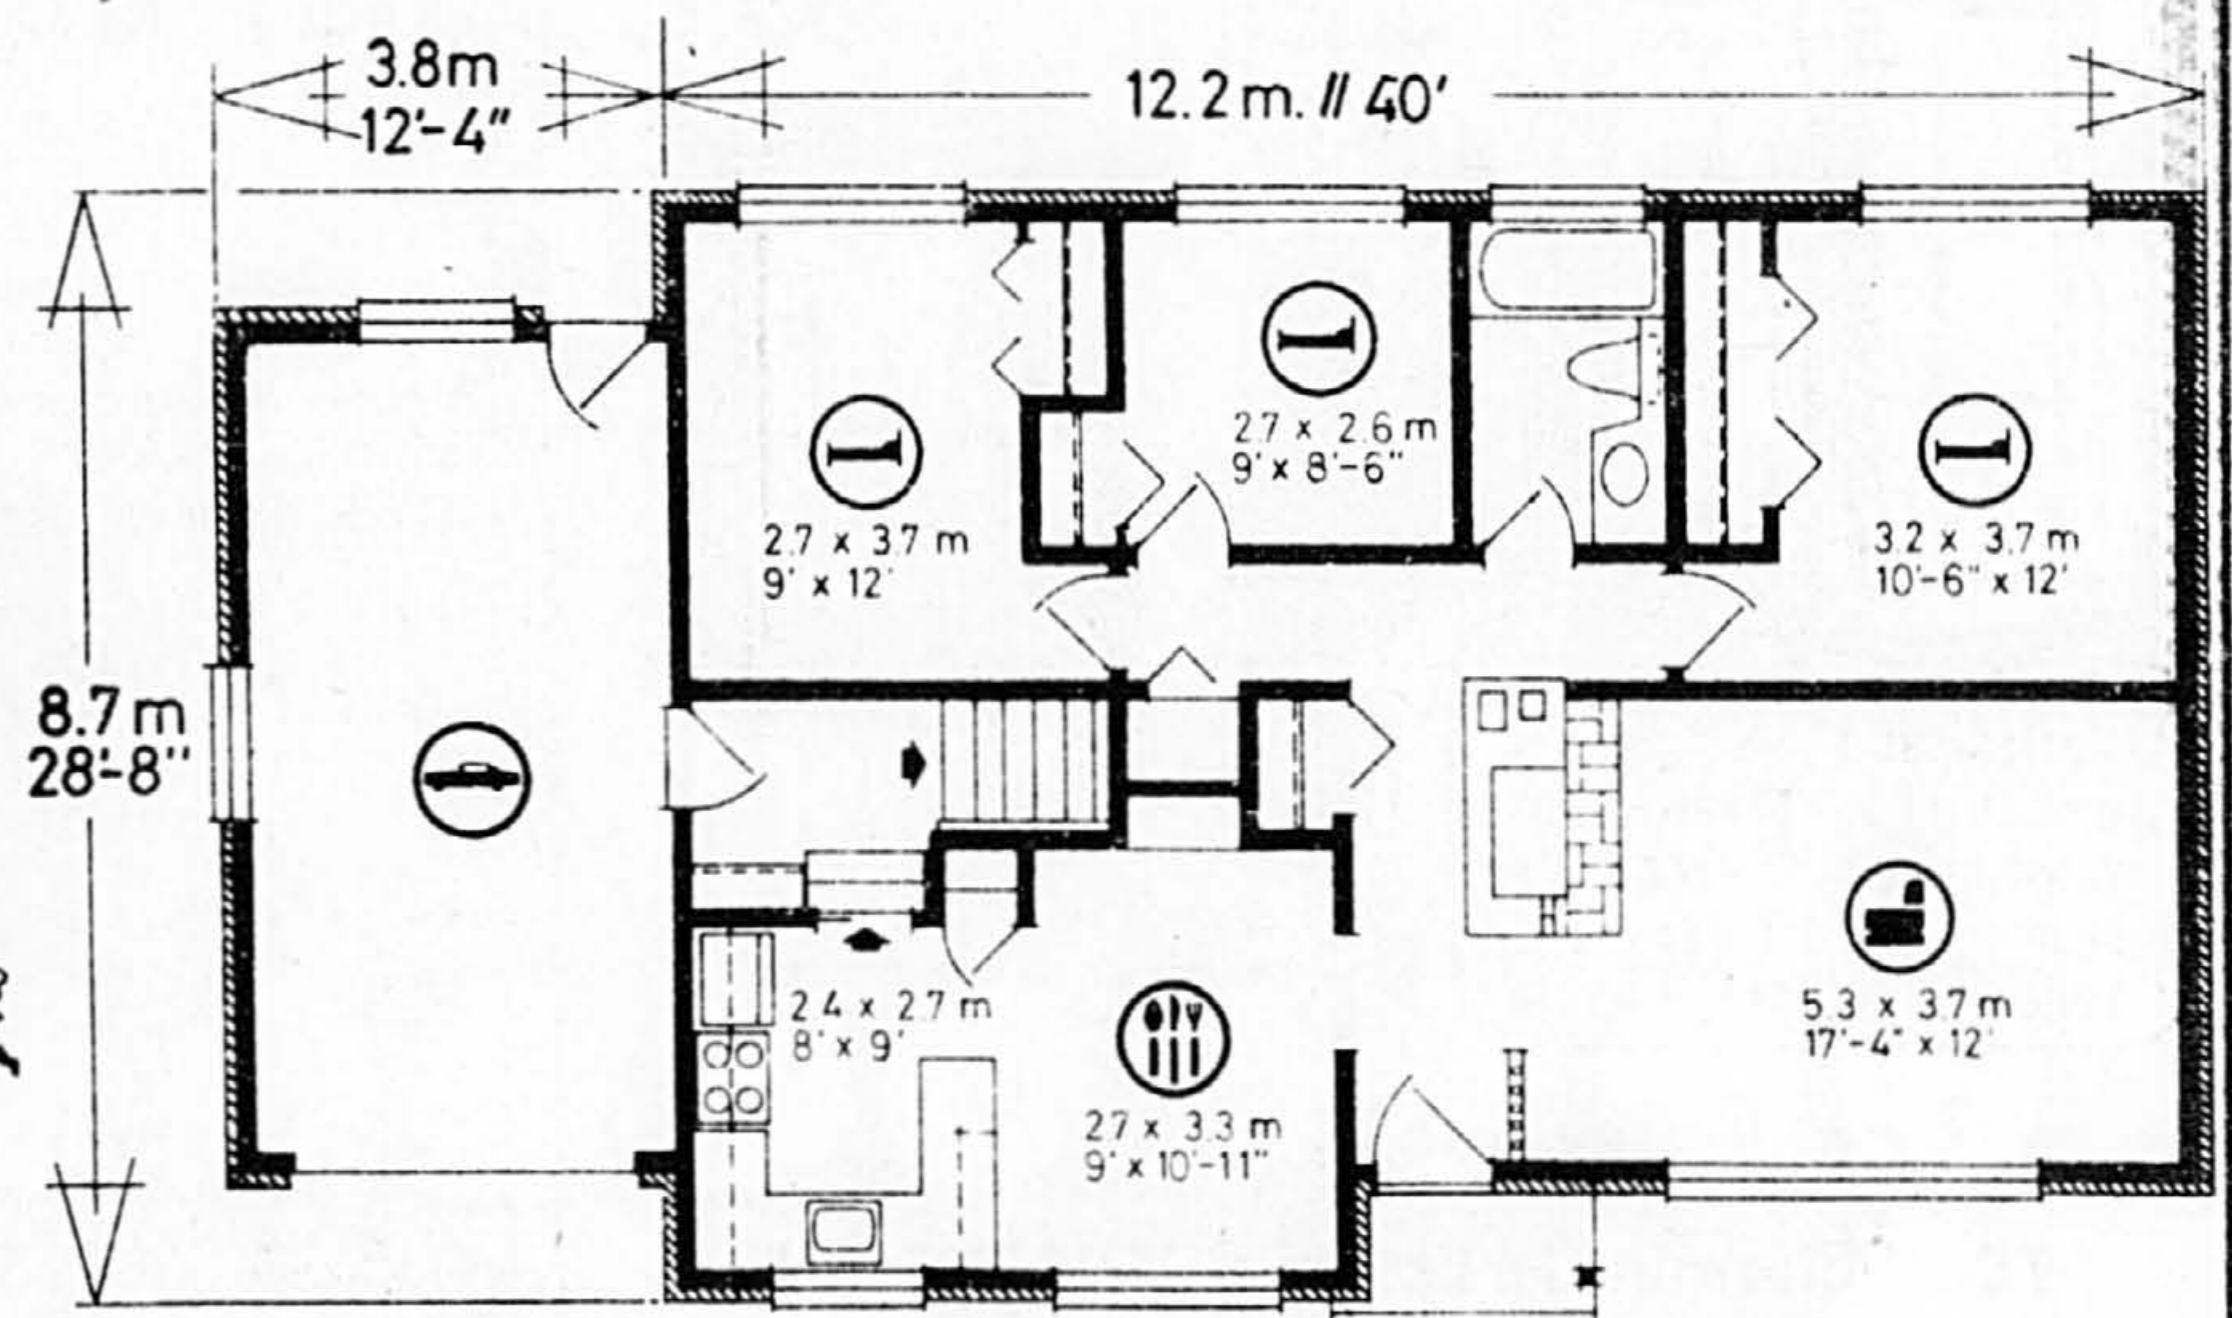 3.8m
12'-4"
12.2 m. // 40'
8.7 m
28'-8"
2.7 x 3.7 m
9' x 12'
2.7 x 2.6 m
9' x 8'-6"
3.2 x 3.7 m
10'-6" x 12'
2.4 x 2.7 m
8' x 9'
2.7 x 3.3 m
9' x 10'-11"
5.3 x 3.7 m
17'-4" x 12'